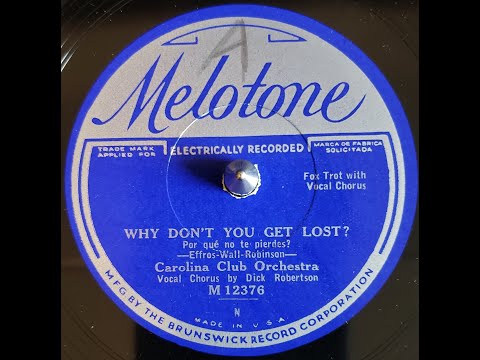 A
Melotone
TRADE MARK
APPLIED FOR
ELECTRICALLY RECORDED
MARCA DE FABRICA
SOLICITADA
Fox Trot with
Vocal Chorus
WHY DON'T YOU GET LOST?
Por qué no te pierdes?
—Effros-Wall-Robinson—
Carolina Club Orchestra
Vocal Chorus by Dick Robertson
M 12376
N
MADE IN U.S.A.
MFG BY THE BRUNSWICK RECORD CORPORATION